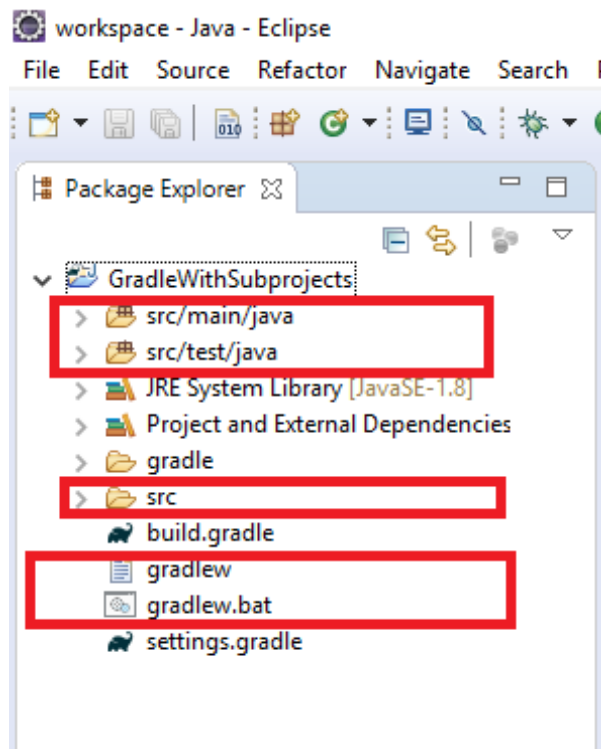 workspace - Java - Eclipse
File Edit Source Refactor Navigate Search
010
Package Explorer
GradleWithSubprojects
src/main/java
src/test/java
JRE System Library [JavaSE-1.8]
Project and External Dependencies
gradle
src
build.gradle
gradlew
gradlew.bat
settings.gradle